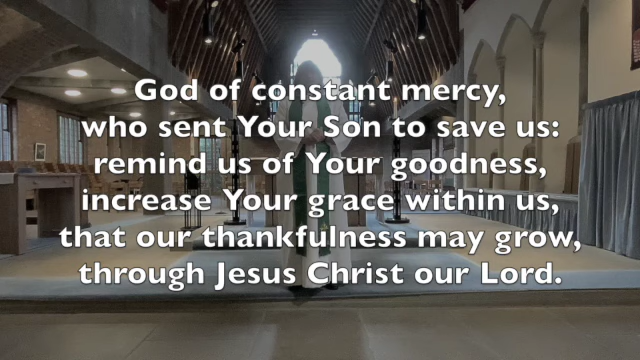 God of constant mercy,
who sent Your Son to save us:
remind us of Your goodness,
increase Your grace within us,
that our thankfulness may grow,
through Jesus Christ our Lord.